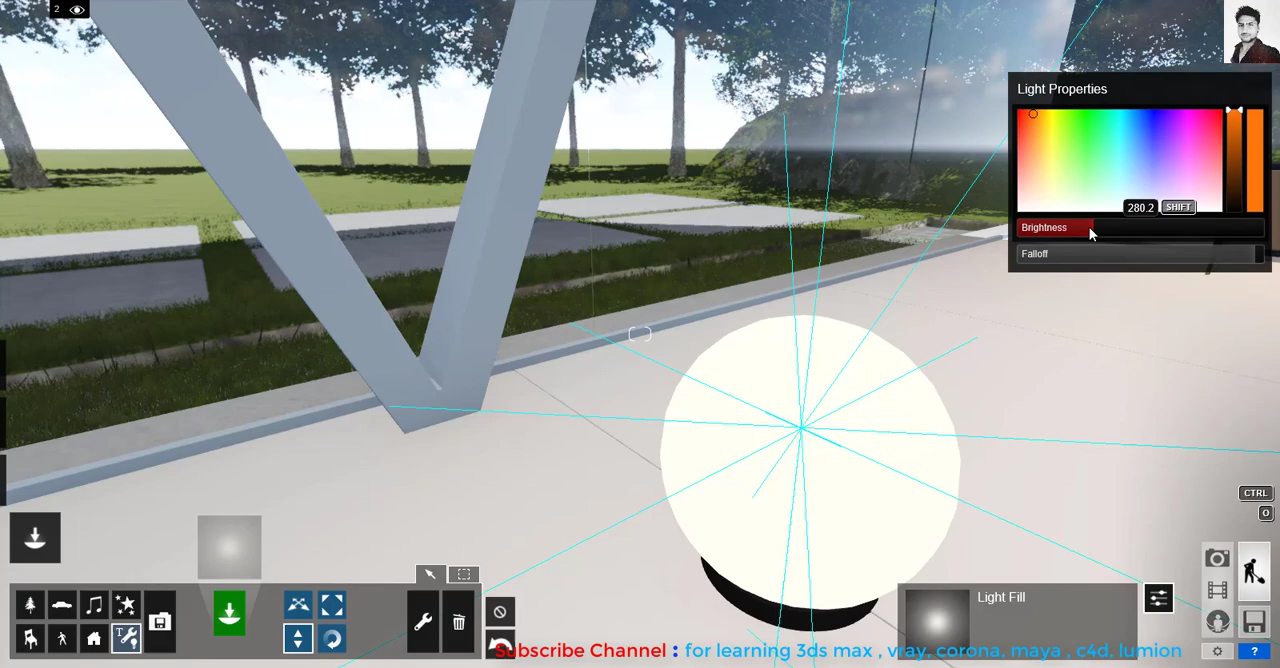 2
Light Properties
280.2 SHIFT
Brightness
Falloff
CTRL
O
T
Light Fill
?
Subscribe Channel : for learning 3ds max , vray, corona, maya , c4d, lumion